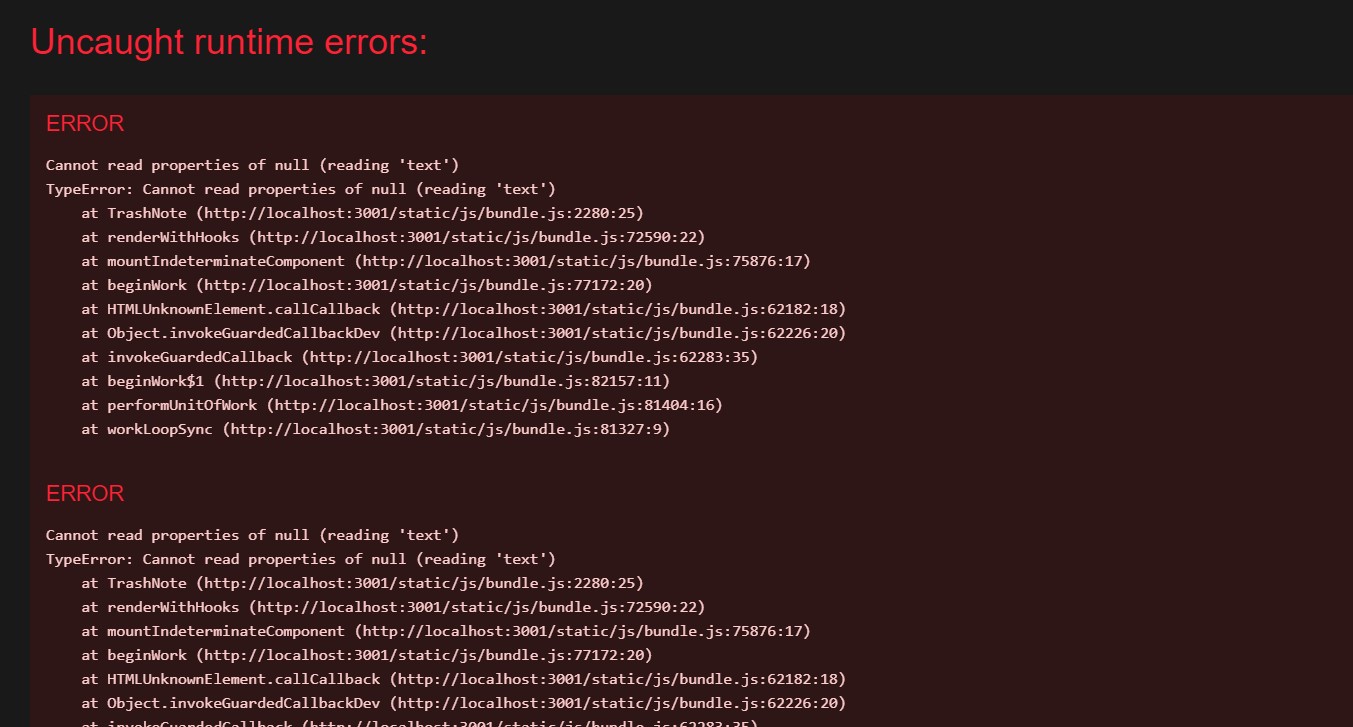 Uncaught runtime errors:
ERROR
Cannot read properties of null (reading 'text')
TypeError: Cannot read properties of null (reading 'text')
    at TrashNote (http://localhost:3001/static/js/bundle.js:2280:25)
    at renderWithHooks (http://localhost:3001/static/js/bundle.js:72590:22)
    at mountIndeterminateComponent (http://localhost:3001/static/js/bundle.js:75876:17)
    at beginWork (http://localhost:3001/static/js/bundle.js:77172:20)
    at HTMLUnknownElement.callCallback (http://localhost:3001/static/js/bundle.js:62182:18)
    at Object.invokeGuardedCallbackDev (http://localhost:3001/static/js/bundle.js:62226:20)
    at invokeGuardedCallback (http://localhost:3001/static/js/bundle.js:62283:35)
    at beginWork$1 (http://localhost:3001/static/js/bundle.js:82157:11)
    at performUnitOfWork (http://localhost:3001/static/js/bundle.js:81404:16)
    at workLoopSync (http://localhost:3001/static/js/bundle.js:81327:9)
ERROR
Cannot read properties of null (reading 'text')
TypeError: Cannot read properties of null (reading 'text')
    at TrashNote (http://localhost:3001/static/js/bundle.js:2280:25)
    at renderWithHooks (http://localhost:3001/static/js/bundle.js:72590:22)
    at mountIndeterminateComponent (http://localhost:3001/static/js/bundle.js:75876:17)
    at beginWork (http://localhost:3001/static/js/bundle.js:77172:20)
    at HTMLUnknownElement.callCallback (http://localhost:3001/static/js/bundle.js:62182:18)
    at Object.invokeGuardedCallbackDev (http://localhost:3001/static/js/bundle.js:62226:20)
    at invokeGuardedCallback (http://localhost:3001/static/js/bundle.js:62283:35)